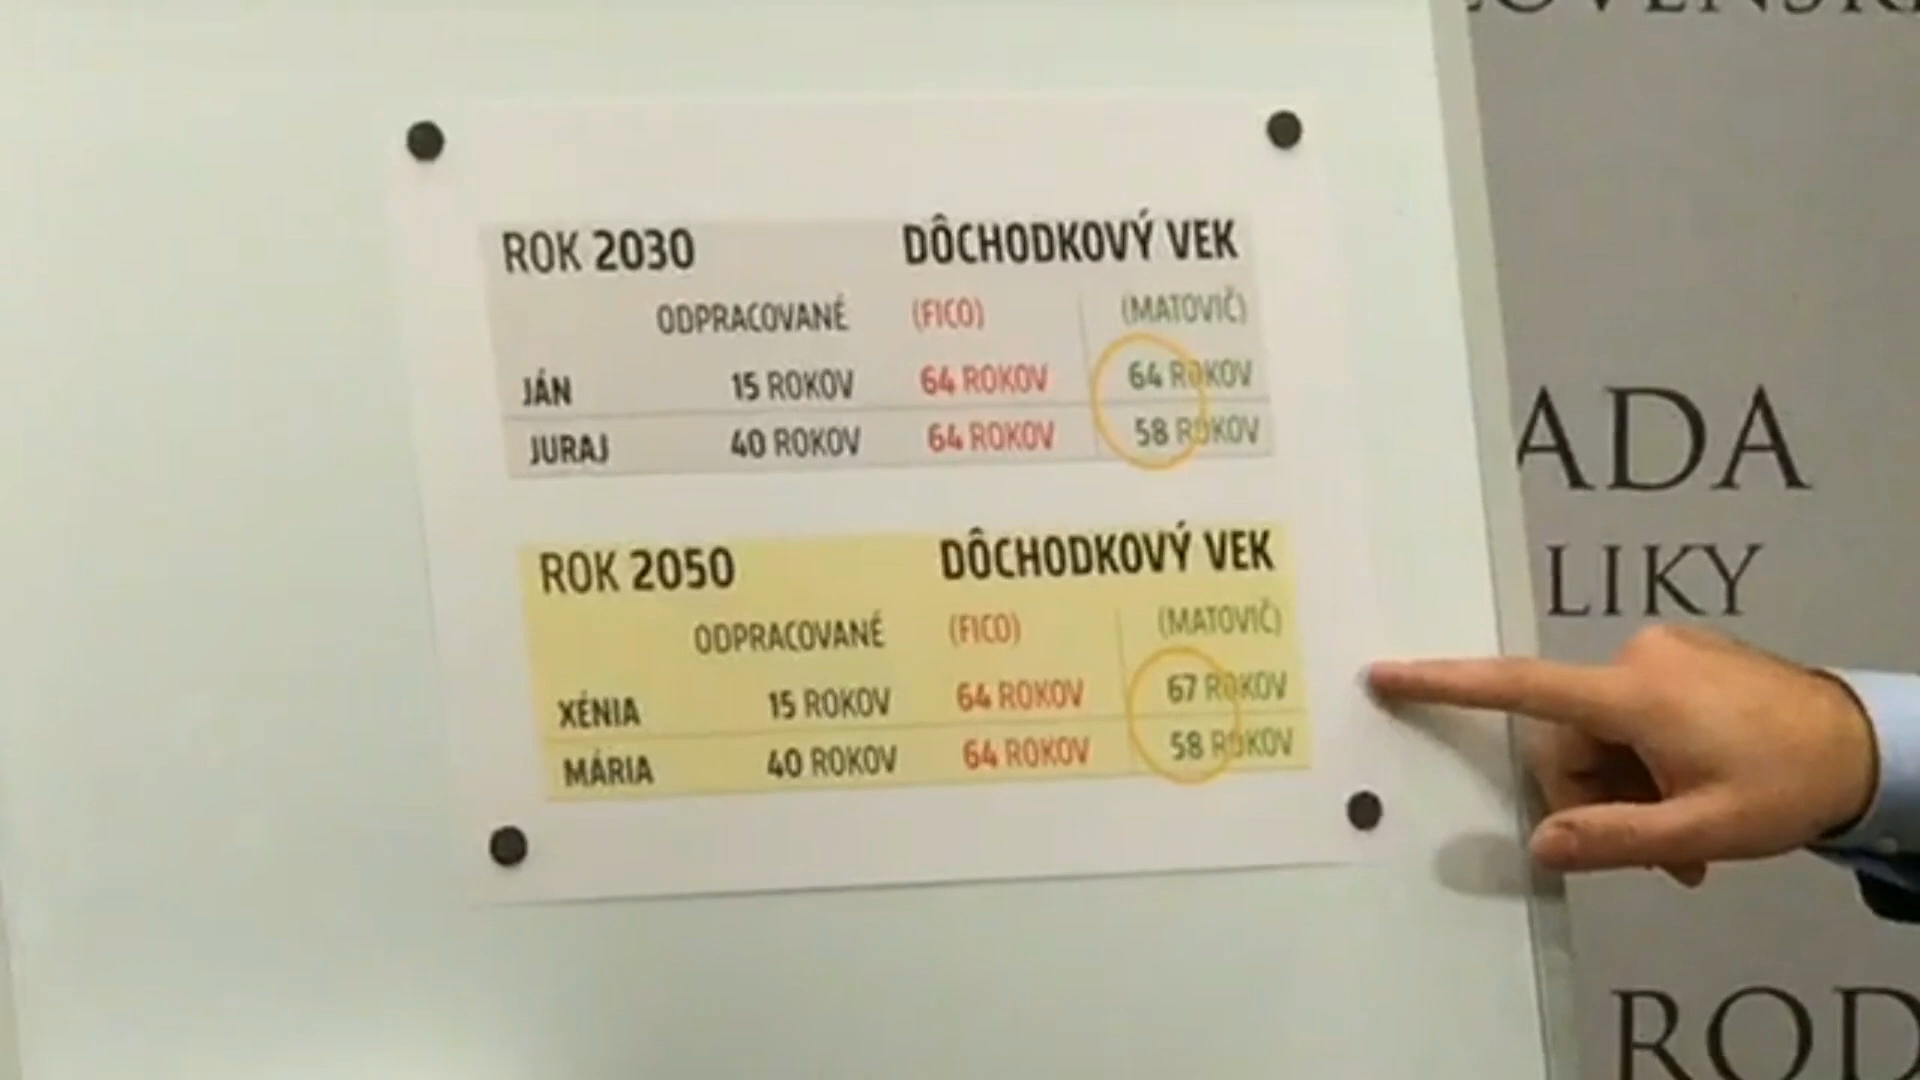 ROK 2030 DÔCHODKOVÝ VEK
ODPRACOVANÉ (FICO) (MATOVIČ)
JÁN 15 ROKOV 64 ROKOV 64 ROKOV
JURAJ 40 ROKOV 64 ROKOV 58 ROKOV
ROK 2050 DÔCHODKOVÝ VEK
ODPRACOVANÉ (FICO) (MATOVIČ)
XÉNIA 15 ROKOV 64 ROKOV 67 ROKOV
MÁRIA 40 ROKOV 64 ROKOV 58 ROKOV
ADA
LIKY
ROD